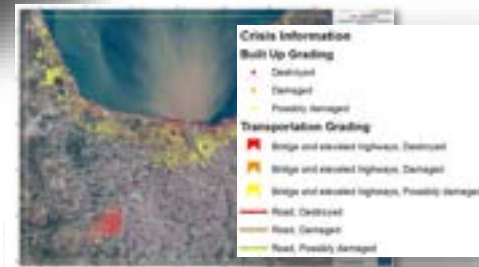 Crisis Information
Built Up Grading
Destroyed
Damaged
Possibly damaged
Transportation Grading
Bridge and elevated highways, Destroyed
Bridge and elevated highways, Damaged
Bridge and elevated highways, Possibly damaged
Road, Destroyed
Road, Damaged
Road, Possibly damaged